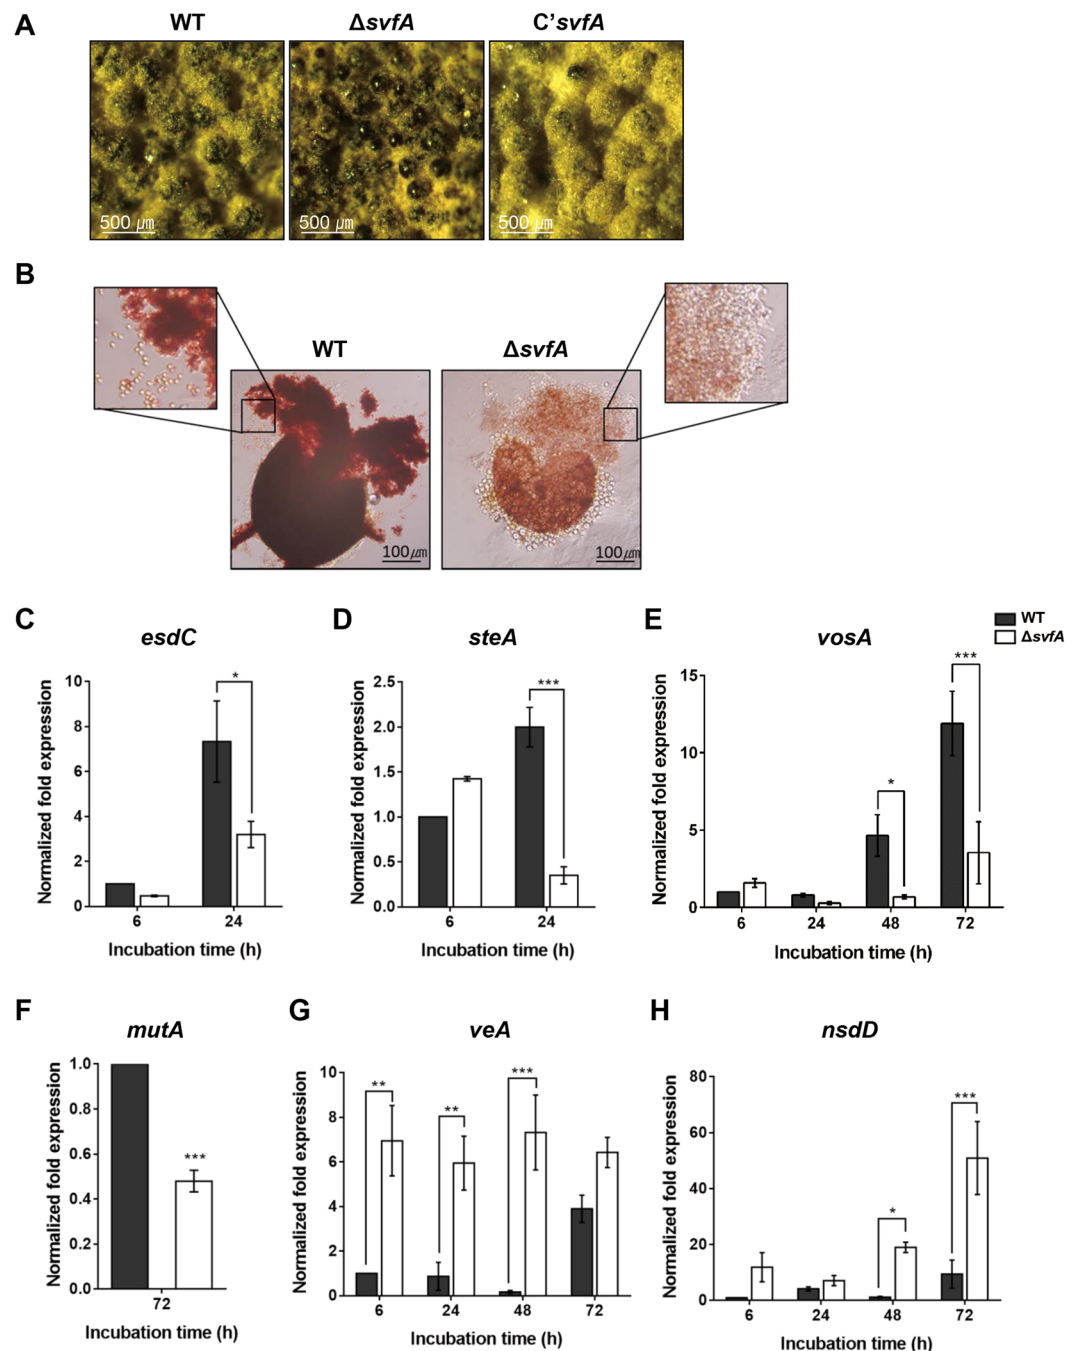 A
WT
ΔsvfA
C'svfA
500 μm
500 μm
500 μm
B
WT
ΔsvfA
100 μm
100 μm
C
esdC
D
steA
E
vosA
WT
ΔsvfA
Normalized fold expression
10
8
6
4
2
0
*
6
24
Incubation time (h)
Normalized fold expression
2.5
2.0
1.5
1.0
0.5
0.0
***
6
24
Incubation time (h)
Normalized fold expression
15
10
5
0
*
***
6
24
48
72
Incubation time (h)
F
mutA
Normalized fold expression
1.0
0.8
0.6
0.4
0.2
0.0
***
72
Incubation time (h)
G
veA
Normalized fold expression
10
8
6
4
2
0
**
**
***
6
24
48
72
Incubation time (h)
H
nsdD
Normalized fold expression
80
60
40
20
0
*
***
6
24
48
72
Incubation time (h)